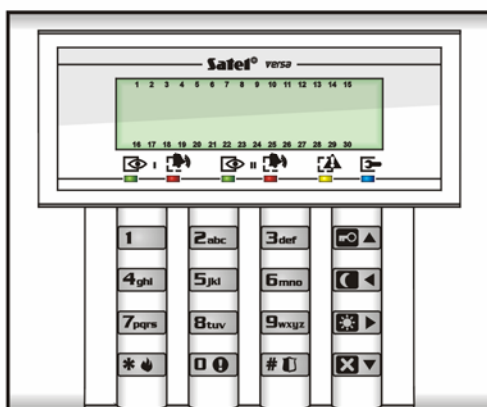 Satel® versa
1 2 3 4 5 6 7 8 9 10 11 12 13 14 15
16 17 18 19 20 21 22 23 24 25 26 27 28 29 30
I II
1 2abc 3def
4ghi 5jkl 6mno
7pqrs 8tuv 9wxyz
* 0 #